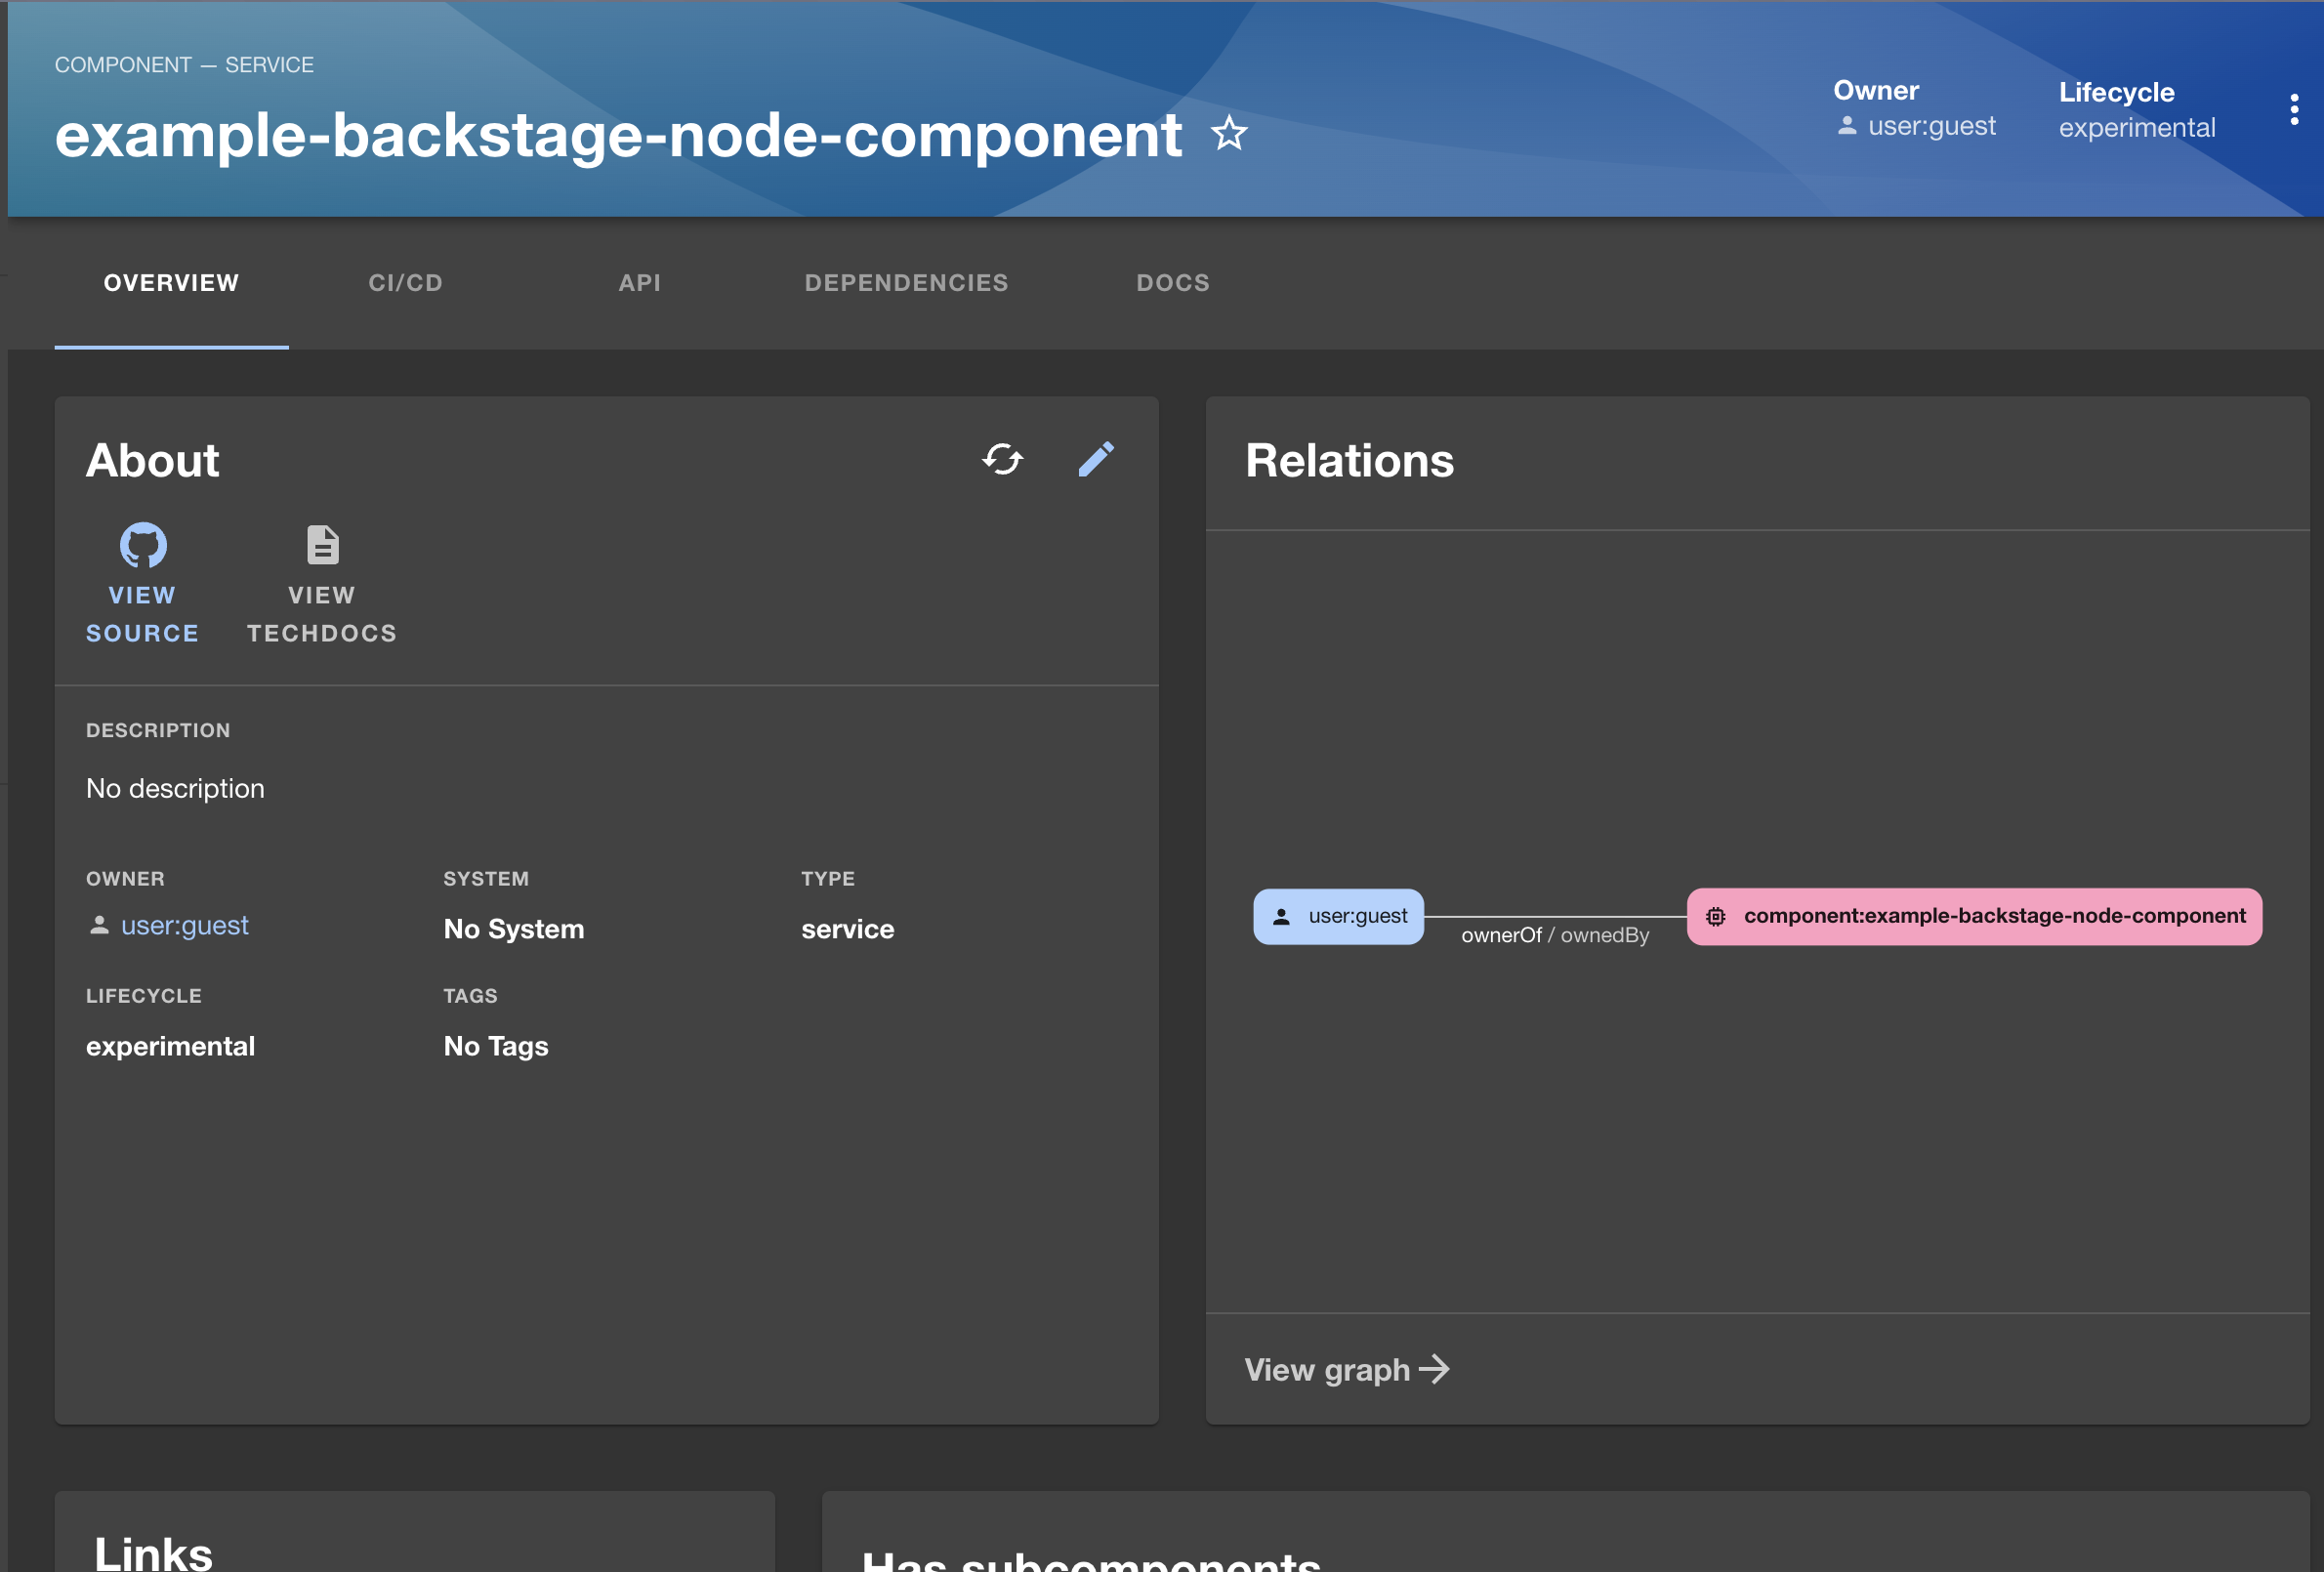 COMPONENT — SERVICE
example-backstage-node-component
Owner
user:guest
Lifecycle
experimental
OVERVIEW
CI/CD
API
DEPENDENCIES
DOCS
About
VIEW
SOURCE
VIEW
TECHDOCS
DESCRIPTION
No description
OWNER
user:guest
SYSTEM
No System
TYPE
service
LIFECYCLE
experimental
TAGS
No Tags
Relations
user:guest
ownerOf / ownedBy
component:example-backstage-node-component
View graph
Links
Has subcomponents